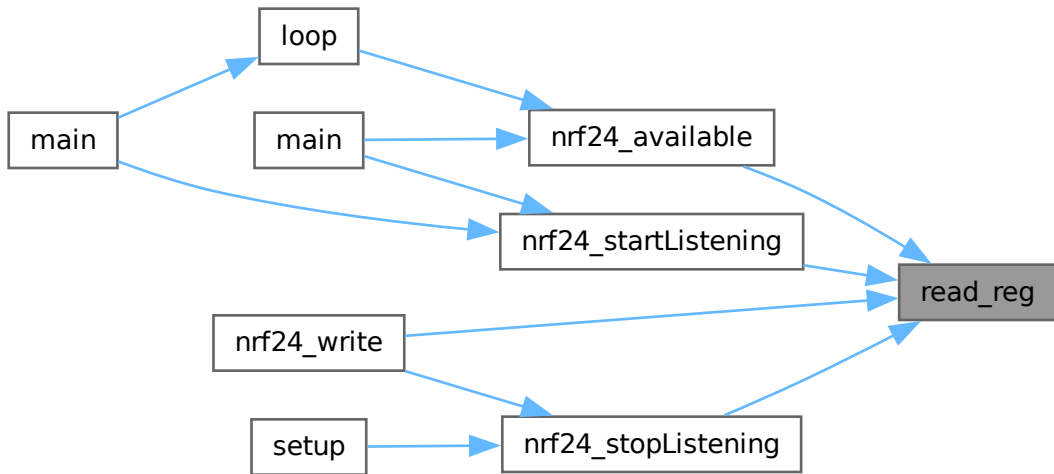 loop
main
main
nrf24_available
nrf24_startListening
read_reg
nrf24_write
setup
nrf24_stopListening